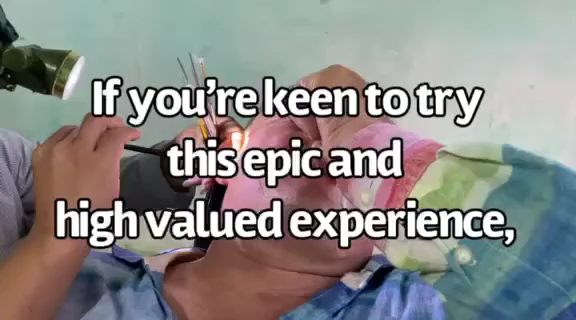 If you’re keen to try
this epic and
high valued experience,